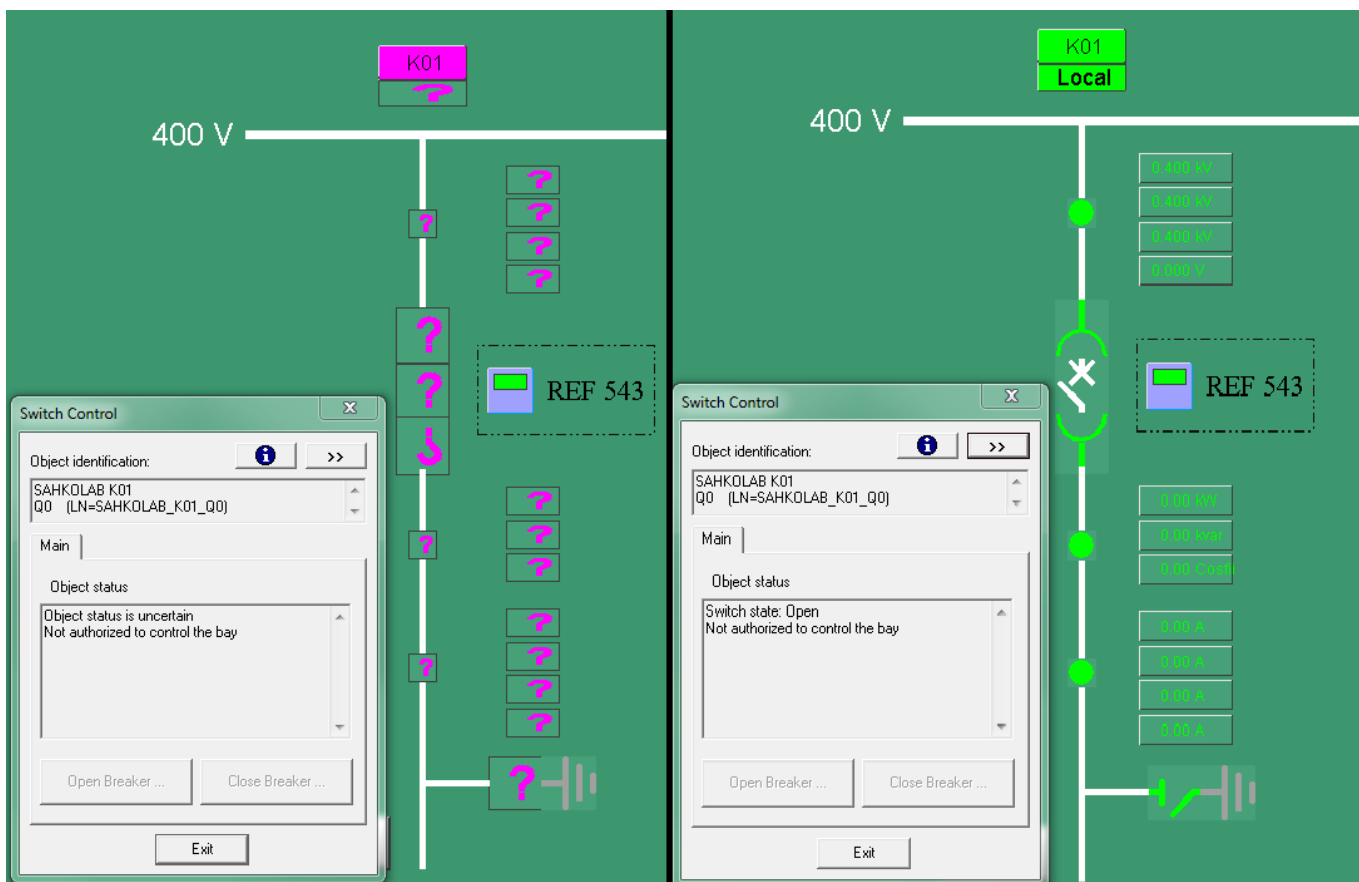 K01
?
400 V
?
?
?
?
?
?
?
?
REF 543
Switch Control
Object identification:
>>
SAHKOLAB K01
Q0 (LN=SAHKOLAB_K01_Q0)
Main
Object status
Object status is uncertain
Not authorized to control the bay
Open Breaker ...
Close Breaker ...
Exit
?
?
?
?
?
?
?
?
?
?
?
K01
Local
400 V
0.400 kV
0.400 kV
0.400 kV
0.000 V
REF 543
Switch Control
Object identification:
>>
SAHKOLAB K01
Q0 (LN=SAHKOLAB_K01_Q0)
Main
Object status
Switch state: Open
Not authorized to control the bay
Open Breaker ...
Close Breaker ...
Exit
0.00 kW
0.00 kvar
0.00 Cosfi
0.00 A
0.00 A
0.00 A
0.00 A